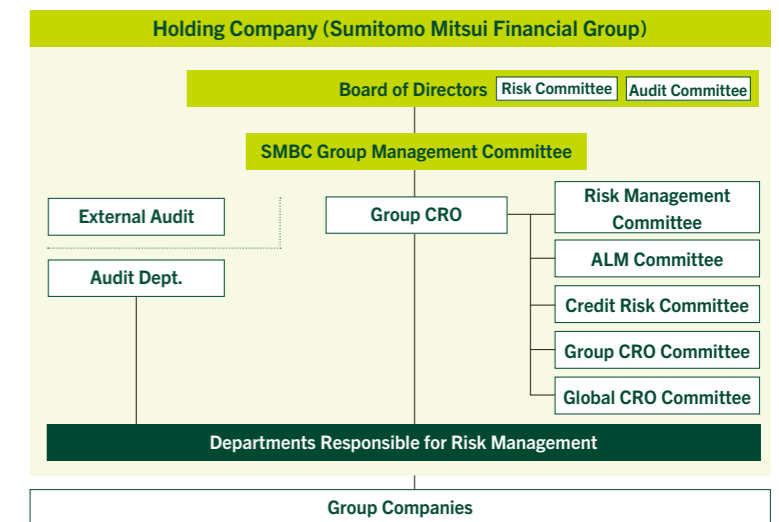 Holding Company (Sumitomo Mitsui Financial Group)
Board of Directors
Risk Committee
Audit Committee
SMBC Group Management Committee
External Audit
Group CRO
Risk Management
Committee
Audit Dept.
ALM Committee
Credit Risk Committee
Group CRO Committee
Global CRO Committee
Departments Responsible for Risk Management
Group Companies